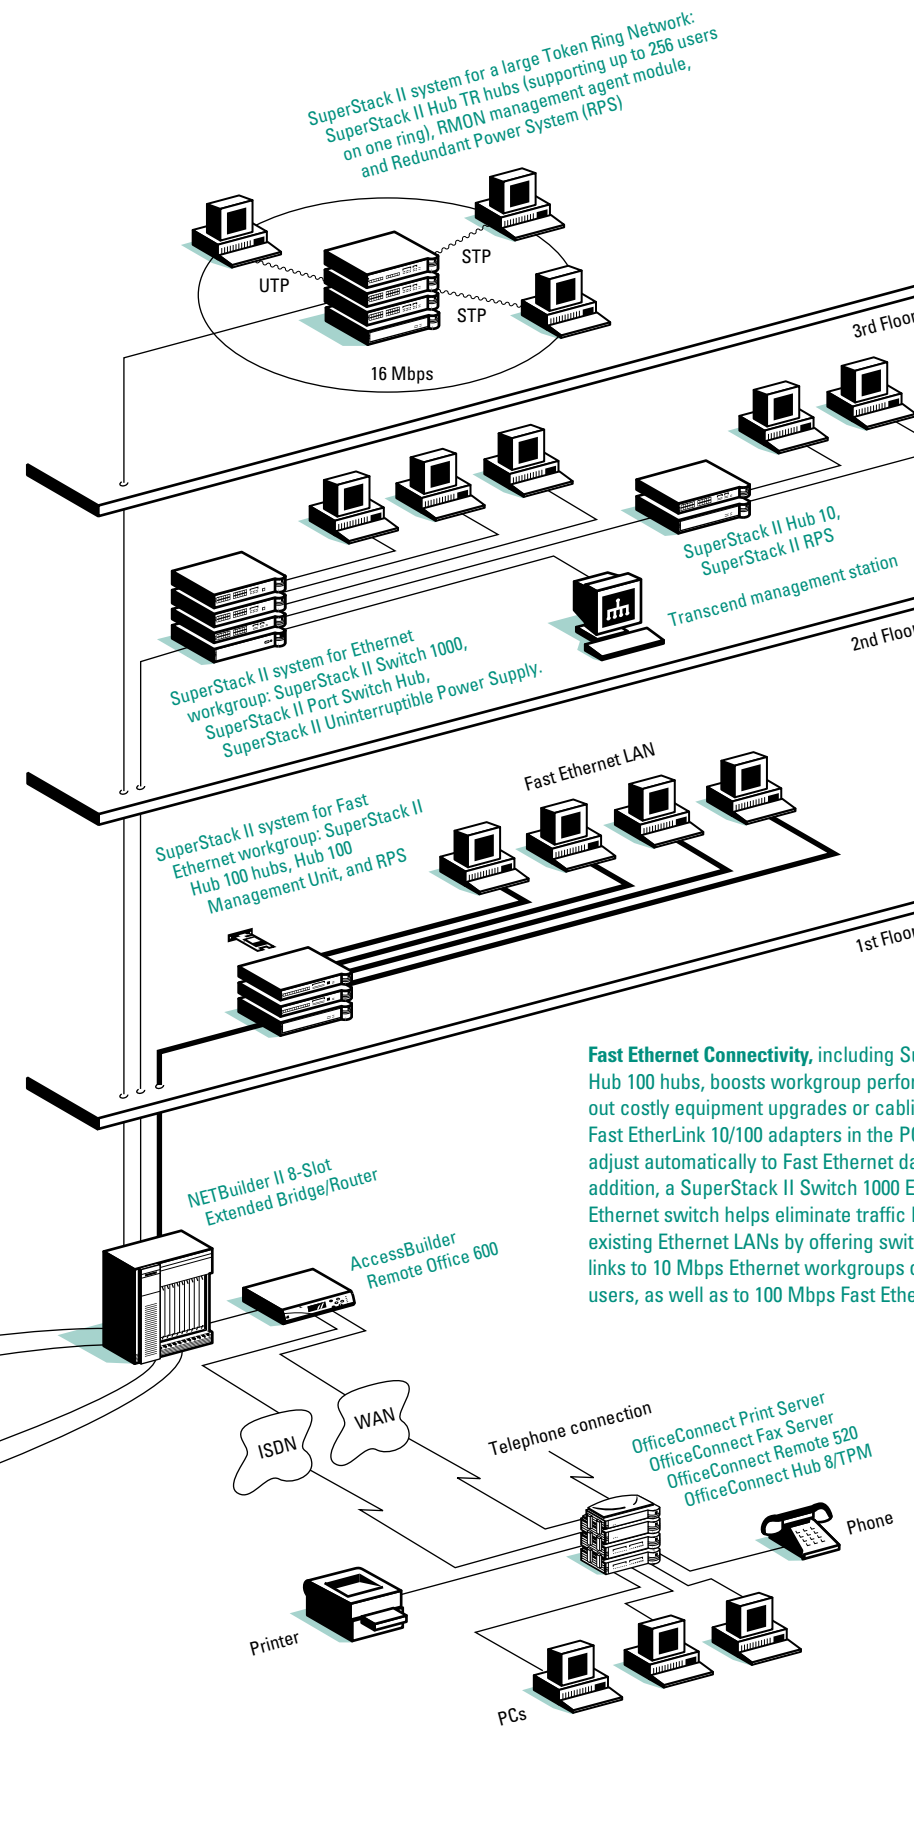 SuperStack II system for a large Token Ring Network:
SuperStack II Hub TR hubs (supporting up to 256 users
on one ring), RMON management agent module,
and Redundant Power System (RPS)
UTP
STP
STP
16 Mbps
3rd Floor
SuperStack II Hub 10,
SuperStack II RPS
Transcend management station
2nd Floor
SuperStack II system for Ethernet
workgroup: SuperStack II Switch 1000,
SuperStack II Port Switch Hub,
SuperStack II Uninterruptible Power Supply.
Fast Ethernet LAN
SuperStack II system for Fast
Ethernet workgroup: SuperStack II
Hub 100 hubs, Hub 100
Management Unit, and RPS
1st Floor
Fast Ethernet Connectivity, including
Hub 100 hubs, boosts workgroup
out costly equipment upgrades or
Fast EtherLink 10/100 adapters in the
adjust automatically to Fast Ethernet
addition, a SuperStack II Switch 1000
Ethernet switch helps eliminate traffic
existing Ethernet LANs by offering
links to 10 Mbps Ethernet workgroups
users, as well as to 100 Mbps Fast
NETBuilder II 8-Slot
Extended Bridge/Router
AccessBuilder
Remote Office 600
ISDN
WAN
Telephone connection
OfficeConnect Print Server
OfficeConnect Fax Server
OfficeConnect Remote 520
OfficeConnect Hub 8/TPM
Phone
Printer
PCs